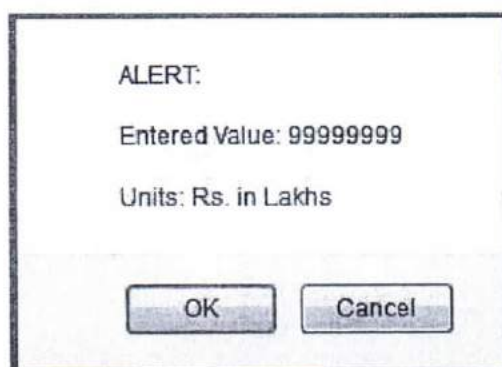 ALERT:
Entered Value: 99999999
Units: Rs. in Lakhs
OK
Cancel